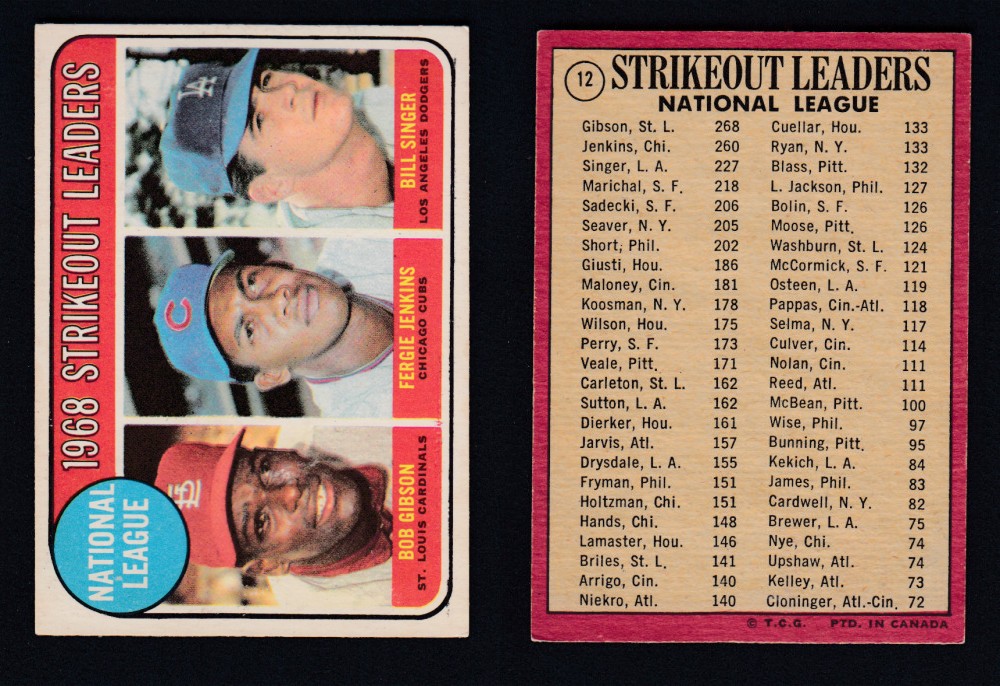 1968 STRIKEOUT LEADERS
NATIONAL
LEAGUE
LA
BILL SINGER
LOS ANGELES DODGERS
C
FERGIE JENKINS
CHICAGO CUBS
STL
BOB GIBSON
ST. LOUIS CARDINALS
12 STRIKEOUT LEADERS
NATIONAL LEAGUE
Gibson, St. L. 268 Cuellar, Hou. 133
Jenkins, Chi. 260 Ryan, N. Y. 133
Singer, L. A. 227 Blass, Pitt. 132
Marichal, S. F. 218 L. Jackson, Phil. 127
Sadecki, S. F. 206 Bolin, S. F. 126
Seaver, N. Y. 205 Moose, Pitt. 126
Short, Phil. 202 Washburn, St. L. 124
Giusti, Hou. 186 McCormick, S. F. 121
Maloney, Cin. 181 Osteen, L. A. 119
Koosman, N. Y. 178 Pappas, Cin.-Atl. 118
Wilson, Hou. 175 Selma, N. Y. 117
Perry, S. F. 173 Culver, Cin. 114
Veale, Pitt. 171 Nolan, Cin. 111
Carleton, St. L. 162 Reed, Atl. 111
Sutton, L. A. 162 McBean, Pitt. 100
Dierker, Hou. 161 Wise, Phil. 97
Jarvis, Atl. 157 Bunning, Pitt. 95
Drysdale, L. A. 155 Kekich, L. A. 84
Fryman, Phil. 151 James, Phil. 83
Holtzman, Chi. 151 Cardwell, N. Y. 82
Hands, Chi. 148 Brewer, L. A. 75
Lamaster, Hou. 146 Nye, Chi. 74
Briles, St. L. 141 Upshaw, Atl. 74
Arrigo, Cin. 140 Kelley, Atl. 73
Niekro, Atl. 140 Cloninger, Atl.-Cin. 72
© T.C.G. PTD. IN CANADA